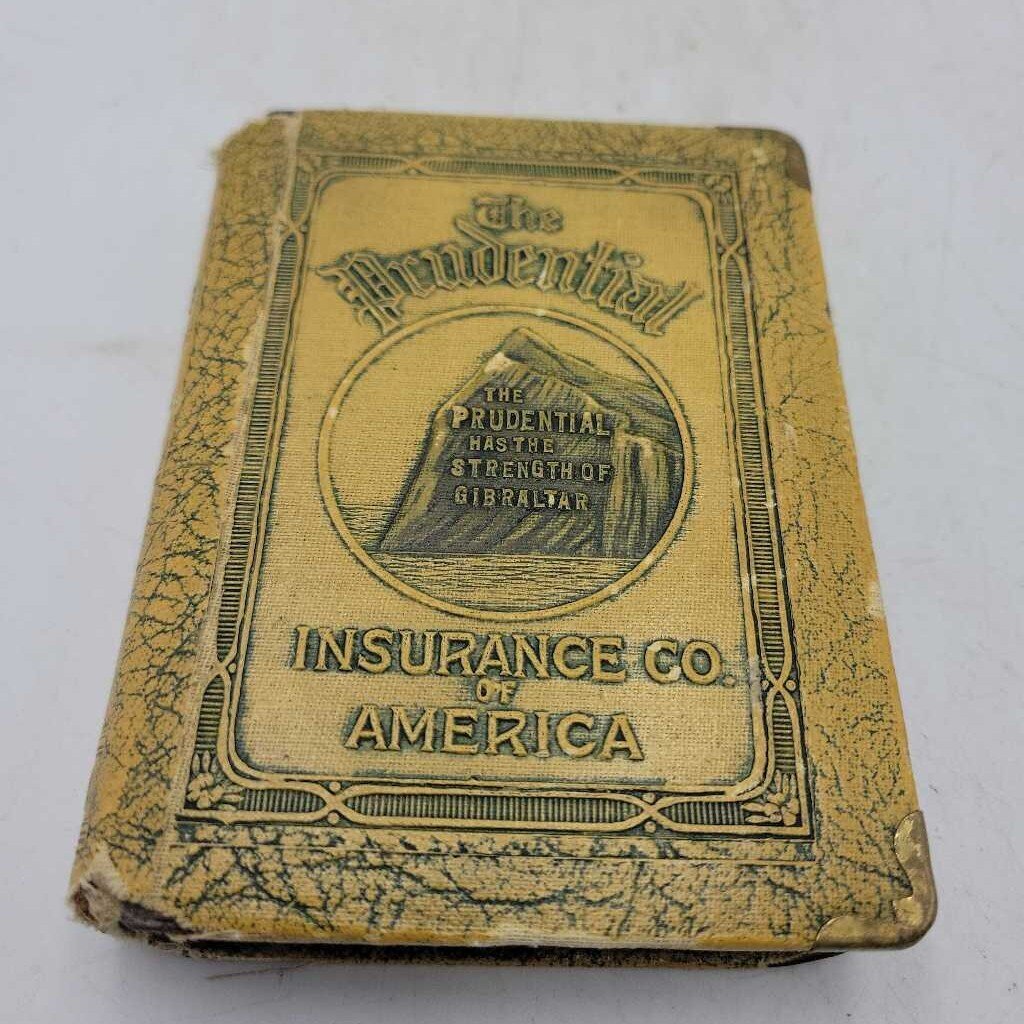 The
Prudential
THE
PRUDENTIAL
HAS THE
STRENGTH OF
GIBRALTAR
INSURANCE CO.
OF
AMERICA